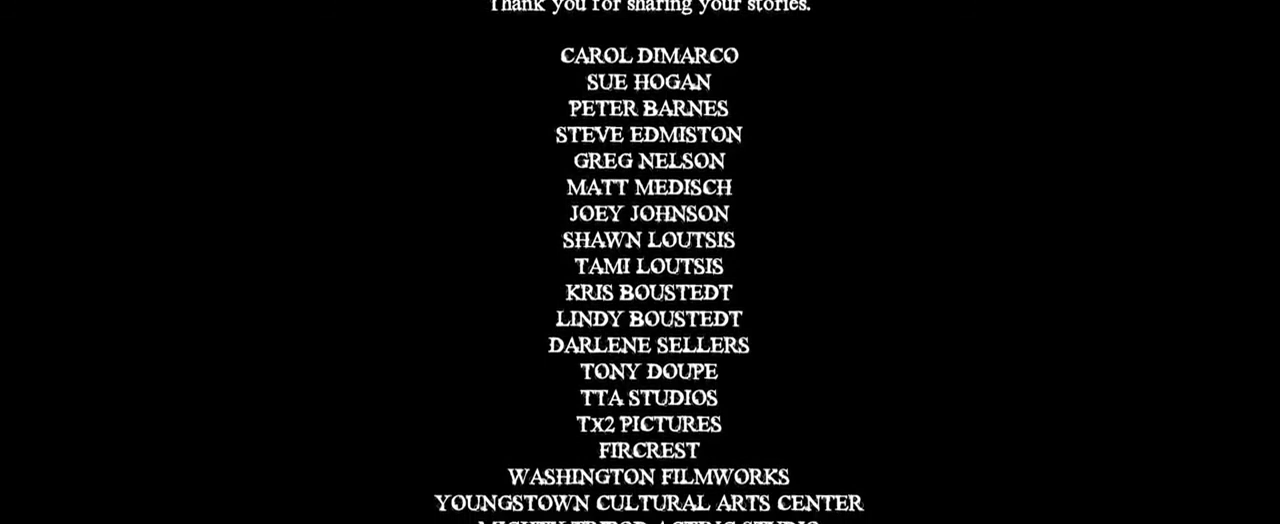 Thank you for sharing your stories.
CAROL DIMARCO
SUE HOGAN
PETER BARNES
STEVE EDMISTON
GREG NELSON
MATT MEDISCH
JOEY JOHNSON
SHAWN LOUTSIS
TAMI LOUTSIS
KRIS BOUSTEDT
LINDY BOUSTEDT
DARLENE SELLERS
TONY DOUPE
TTA STUDIOS
Tx2 PICTURES
FIRCREST
WASHINGTON FILMWORKS
YOUNGSTOWN CULTURAL ARTS CENTER